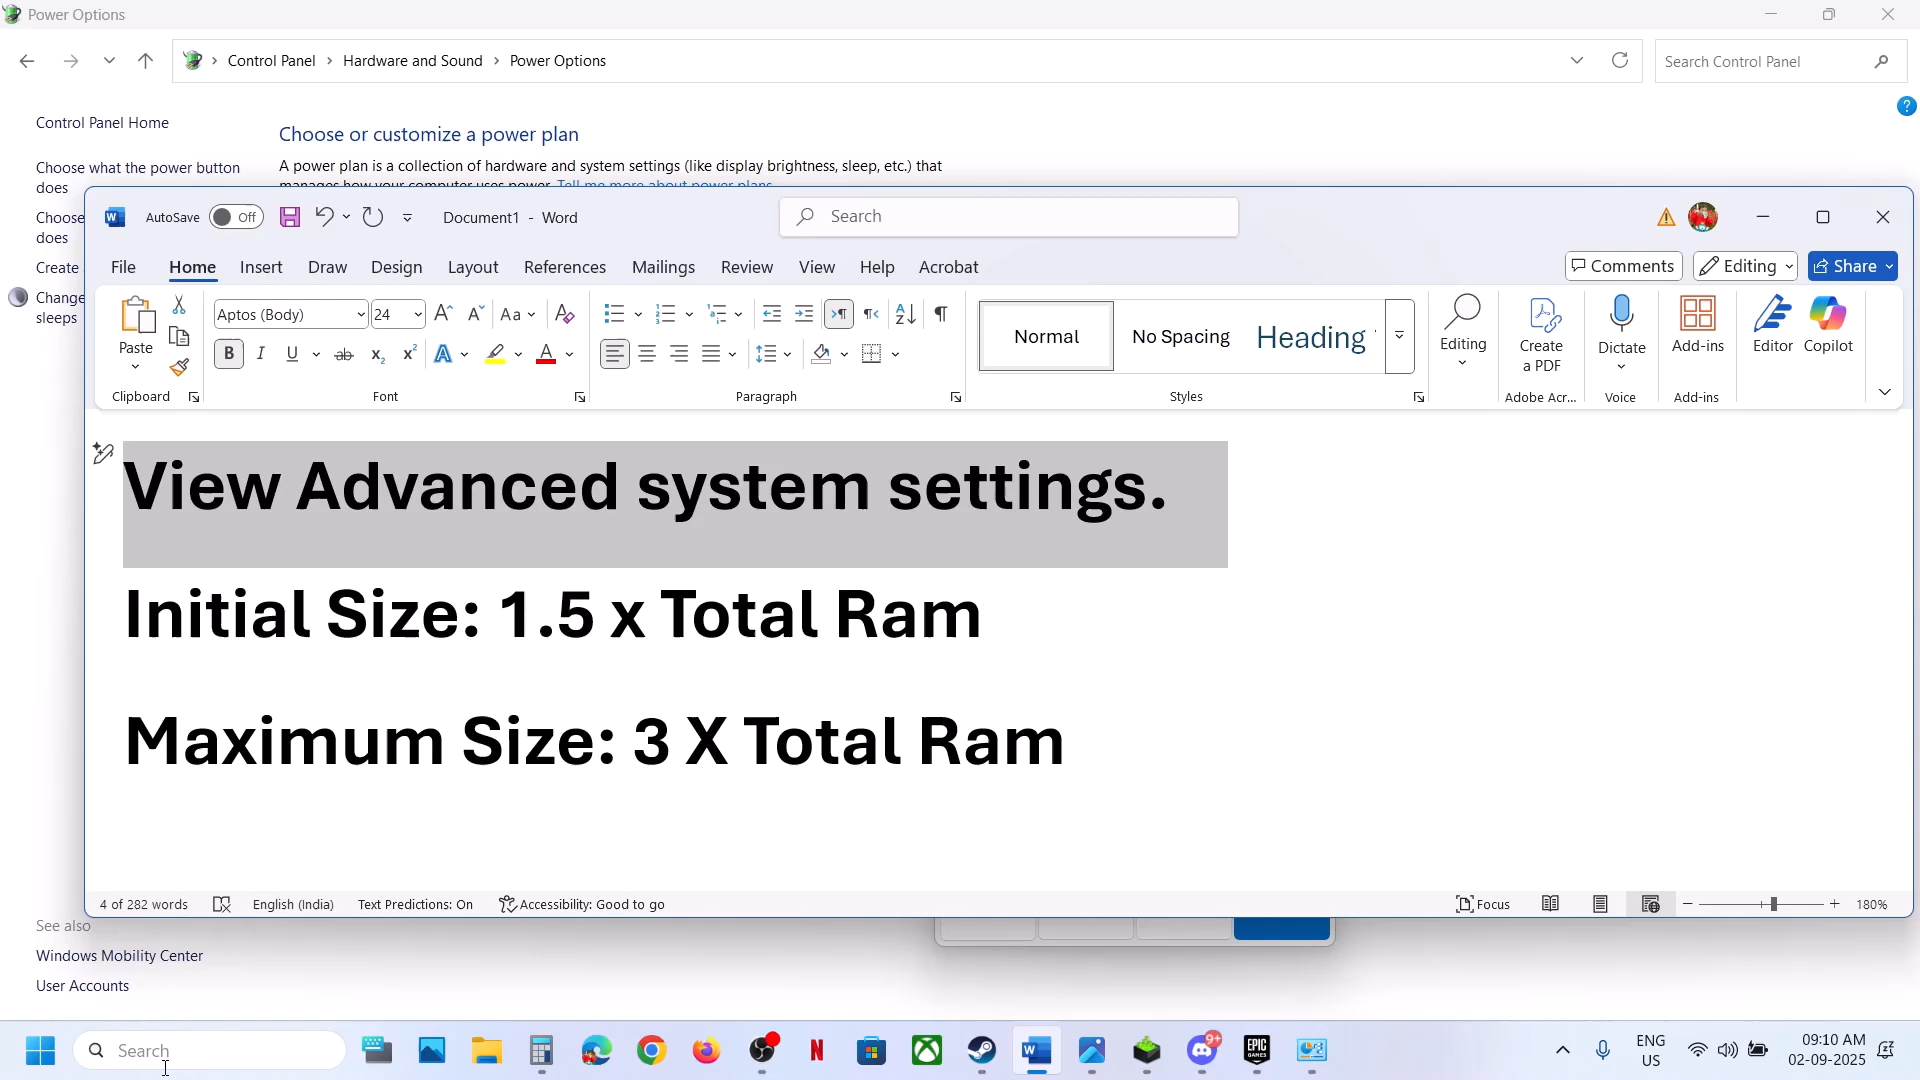 Power Options
Control Panel > Hardware and Sound > Power Options
Search Control Panel
Control Panel Home
Choose what the power button
does
Choose
does
Create
Change
sleeps
Choose or customize a power plan
A power plan is a collection of hardware and system settings (like display brightness, sleep, etc.) that
manages how your computer uses power. Tell me more about power plans
AutoSave Off
Document1 - Word
Search
File Home Insert Draw Design Layout References Mailings Review View Help Acrobat
Comments Editing Share
Paste
Clipboard
Aptos (Body) 24
Font
Paragraph
Normal No Spacing Heading
Styles
Editing
Create
a PDF
Adobe Acr...
Dictate
Voice
Add-ins
Add-ins
Editor Copilot
View Advanced system settings.
Initial Size: 1.5 x Total Ram
Maximum Size: 3 X Total Ram
4 of 282 words English (India) Text Predictions: On Accessibility: Good to go
Focus 180%
See also
Windows Mobility Center
User Accounts
Search
9+
EPIC
GAMES
ENG
US
09:10 AM
02-09-2025